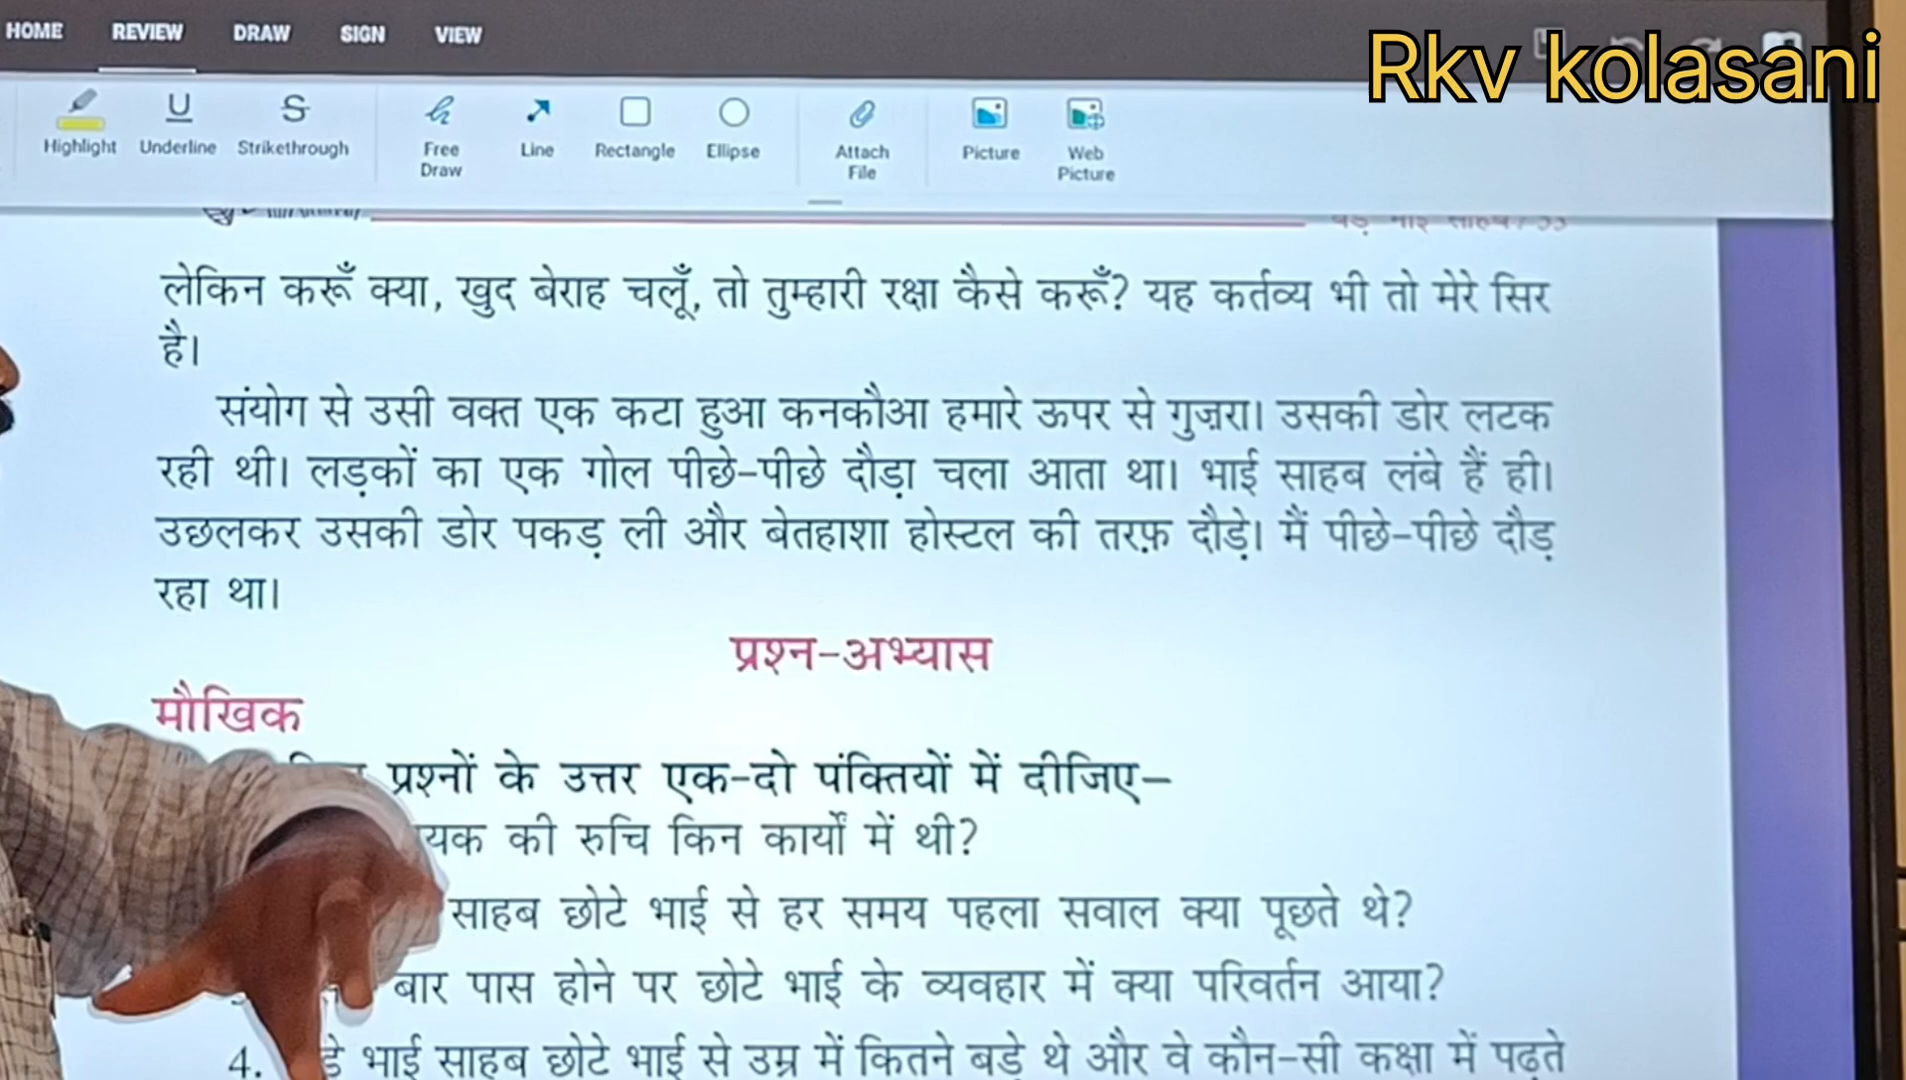 HOME REVIEW DRAW SIGN VIEW
Rkv kolasani
Highlight Underline Strikethrough Free Draw Line Rectangle Ellipse Attach File Picture Web Picture
लेकिन करूँ क्या, खुद बेराह चलूँ, तो तुम्हारी रक्षा कैसे करूँ? यह कर्तव्य भी तो मेरे सिर
है।
संयोग से उसी वक्त एक कटा हुआ कनकौआ हमारे ऊपर से गुज़रा। उसकी डोर लटक
रही थी। लड़कों का एक गोल पीछे-पीछे दौड़ा चला आता था। भाई साहब लंबे हैं ही।
उछलकर उसकी डोर पकड़ ली और बेतहाशा होस्टल की तरफ़ दौड़े। मैं पीछे-पीछे दौड़
रहा था।
प्रश्न-अभ्यास
मौखिक
प्रश्नों के उत्तर एक-दो पंक्तियों में दीजिए–
की रुचि किन कार्यों में थी?
साहब छोटे भाई से हर समय पहला सवाल क्या पूछते थे?
बार पास होने पर छोटे भाई के व्यवहार में क्या परिवर्तन आया?
4. भाई साहब छोटे भाई से उम्र में कितने बड़े थे और वे कौन-सी कक्षा में पढ़ते